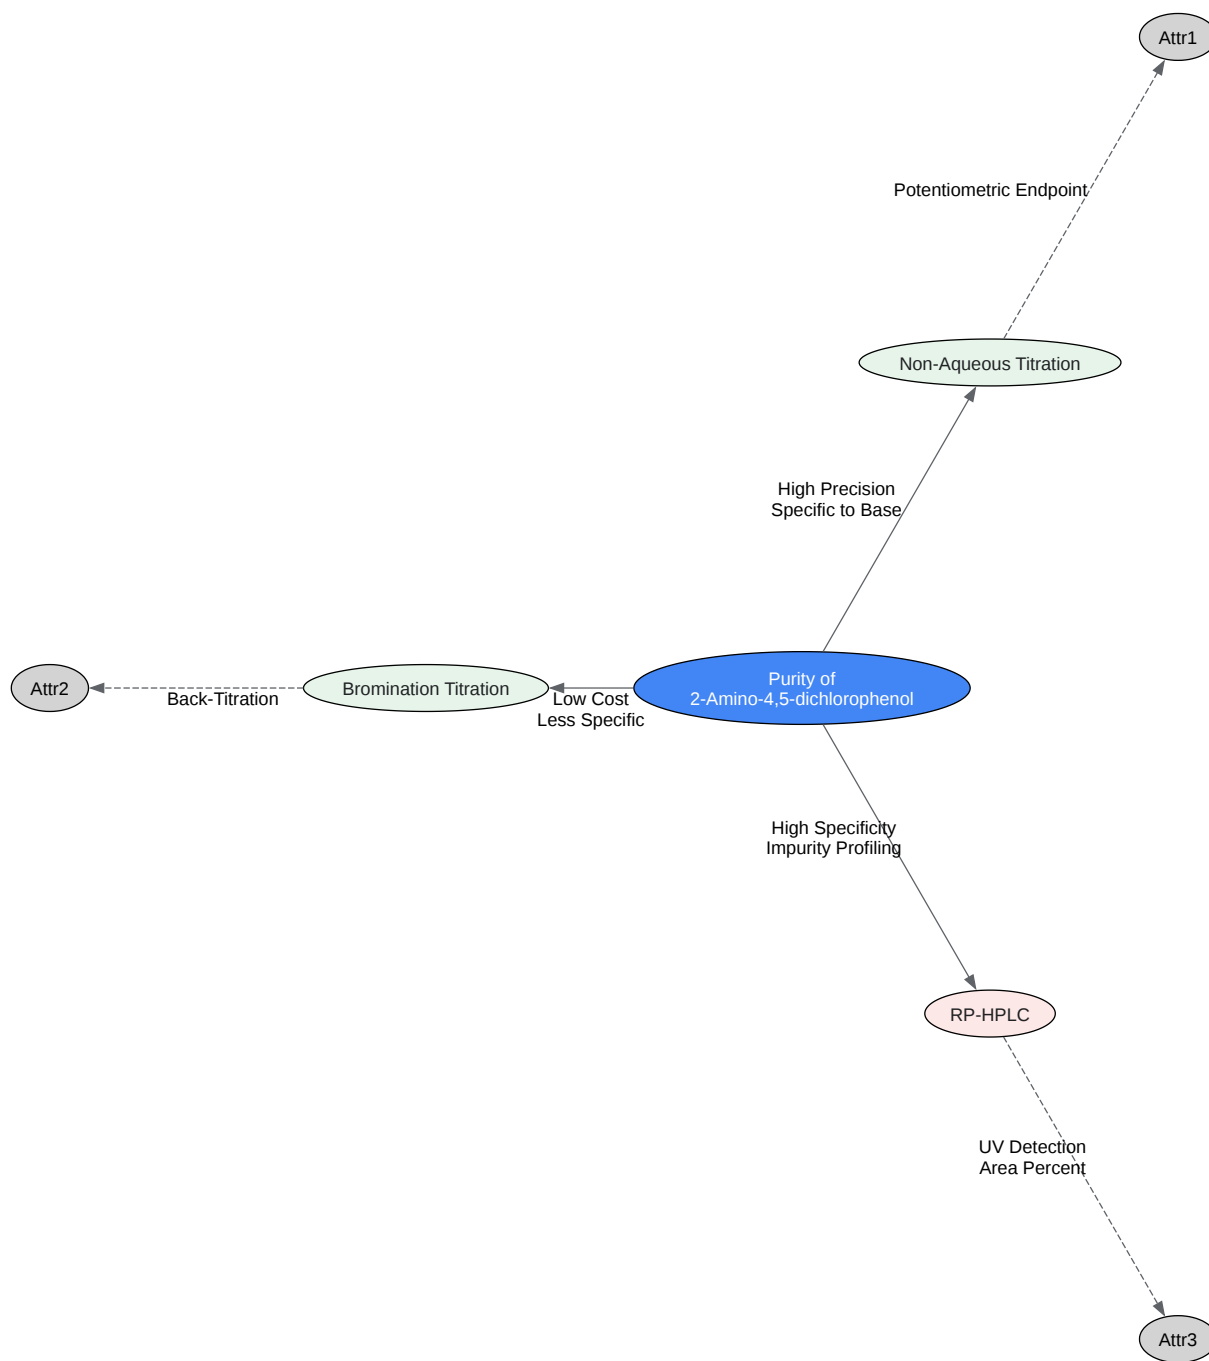 Attr1
Potentiometric Endpoint
Non-Aqueous Titration
High Precision
Specific to Base
Purity of
2-Amino-4,5-dichlorophenol
Low Cost
Less Specific
Bromination Titration
Back-Titration
Attr2
High Specificity
Impurity Profiling
RP-HPLC
UV Detection
Area Percent
Attr3